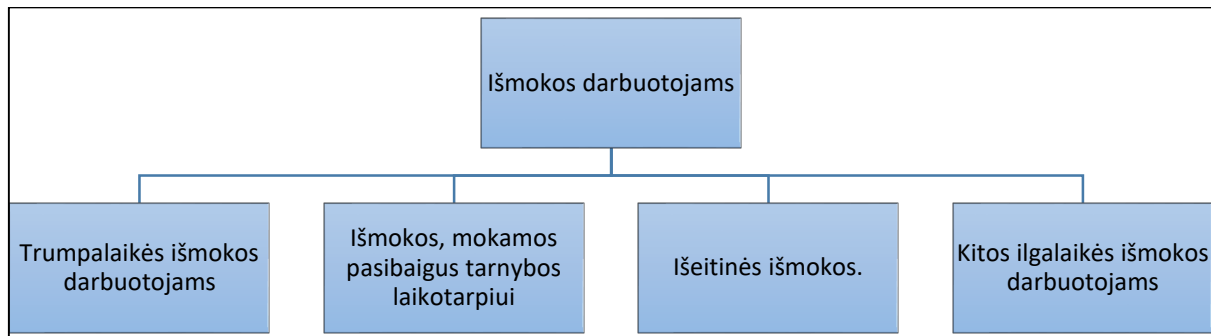 Išmokos darbuotojams
Trumpalaikės išmokos
darbuotojams
Išmokos, mokamos
pasibaigus tarnybos
laikotarpiui
Išeitinės išmokos.
Kitos ilgalaikės išmokos
darbuotojams